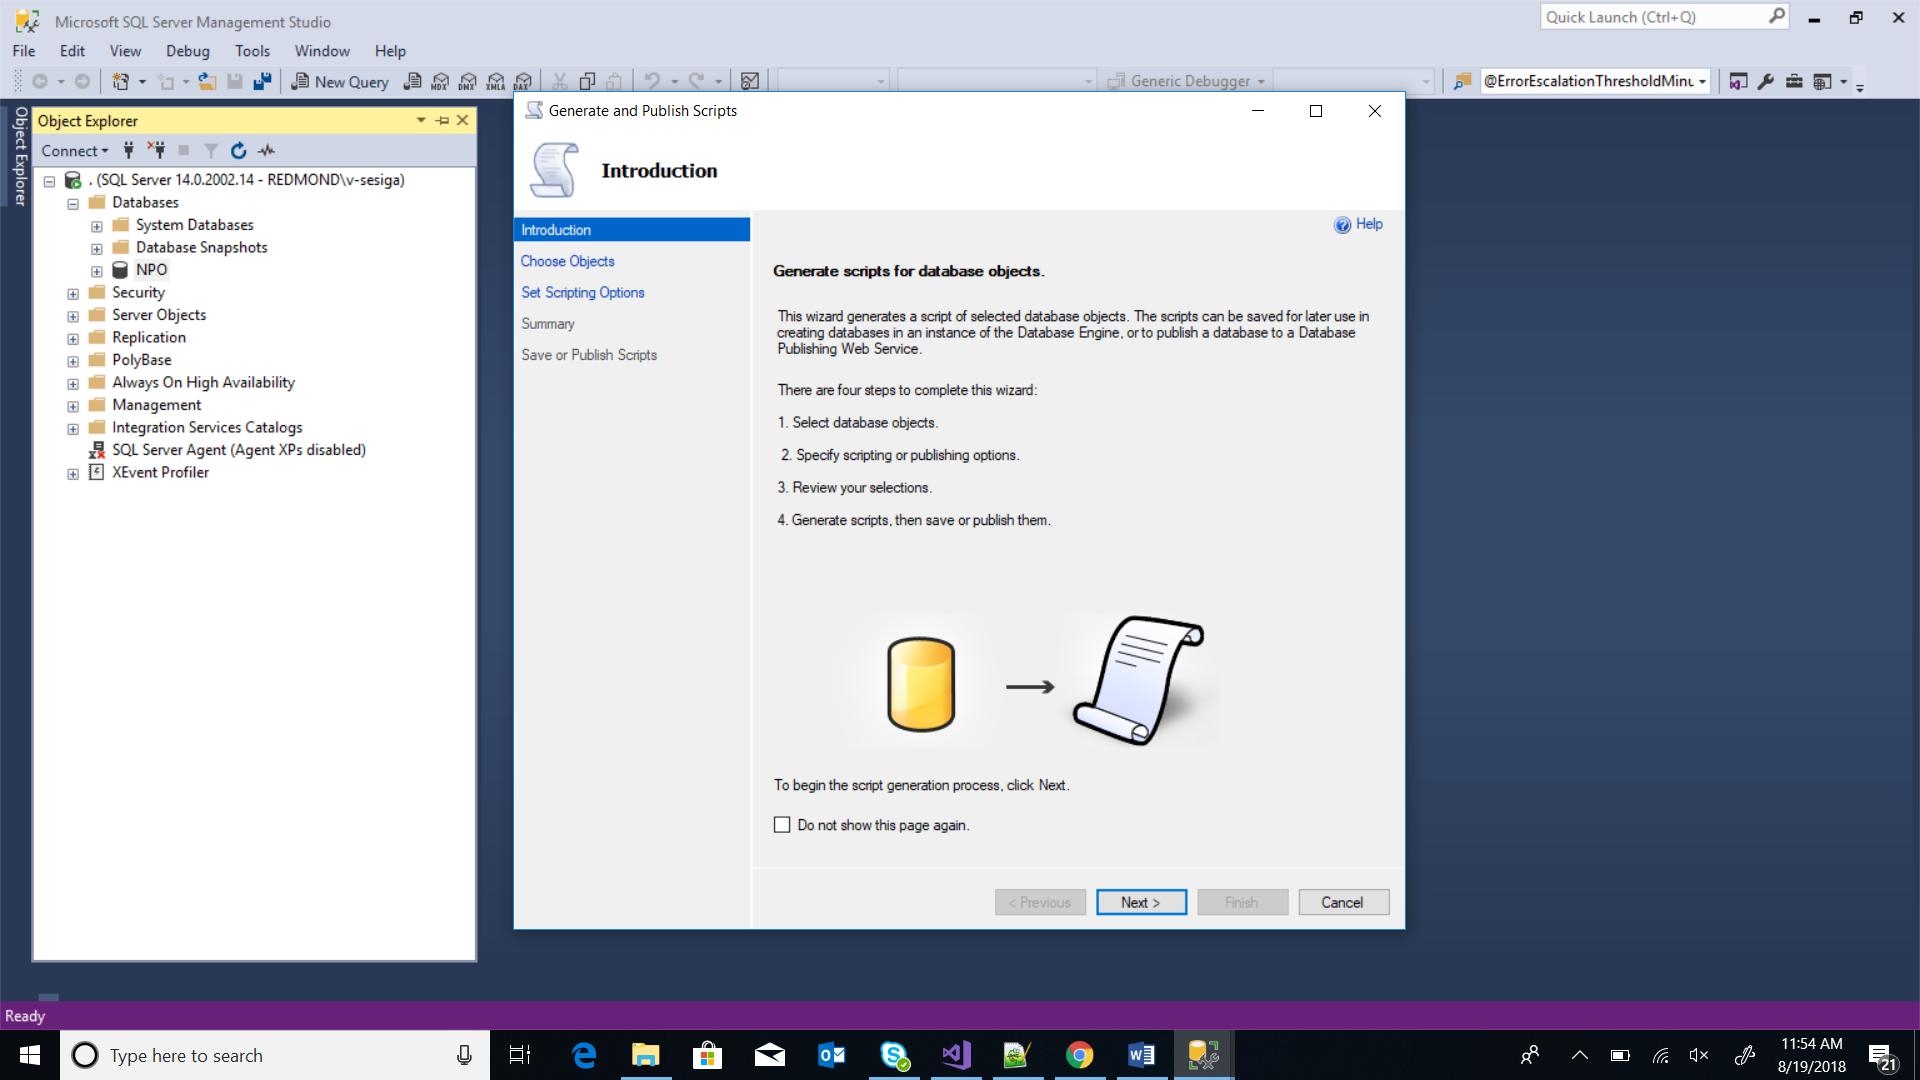 Microsoft SQL Server Management Studio
Quick Launch (Ctrl+Q)
File Edit View Debug Tools Window Help
New Query MDX DMX XMLA DAX Generic Debugger @ErrorEscalationThresholdMinu
Object Explorer
Object Explorer
Connect
. (SQL Server 14.0.2002.14 - REDMOND\v-sesiga)
Databases
System Databases
Database Snapshots
NPO
Security
Server Objects
Replication
PolyBase
Always On High Availability
Management
Integration Services Catalogs
SQL Server Agent (Agent XPs disabled)
XEvent Profiler
Generate and Publish Scripts
Introduction
Introduction
Choose Objects
Set Scripting Options
Summary
Save or Publish Scripts
Help
Generate scripts for database objects.
This wizard generates a script of selected database objects. The scripts can be saved for later use in
creating databases in an instance of the Database Engine, or to publish a database to a Database
Publishing Web Service.
There are four steps to complete this wizard:
1. Select database objects.
2. Specify scripting or publishing options.
3. Review your selections.
4. Generate scripts, then save or publish them.
To begin the script generation process, click Next.
Do not show this page again.
< Previous Next > Finish Cancel
Ready
Type here to search
11:54 AM
8/19/2018
21